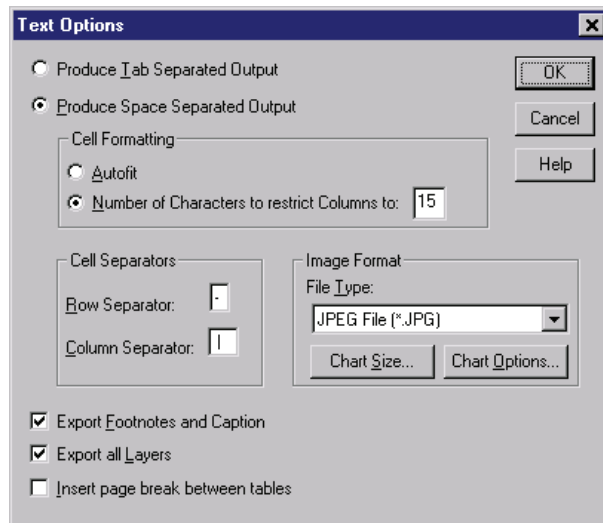 Text Options
Produce Tab Separated Output
OK
Produce Space Separated Output
Cancel
Cell Formatting
Help
Autofit
Number of Characters to restrict Columns to: 15
Cell Separators
Row Separator: -
Column Separator: |
Image Format
File Type:
JPEG File (*.JPG)
Chart Size... Chart Options...
Export Footnotes and Caption
Export all Layers
Insert page break between tables